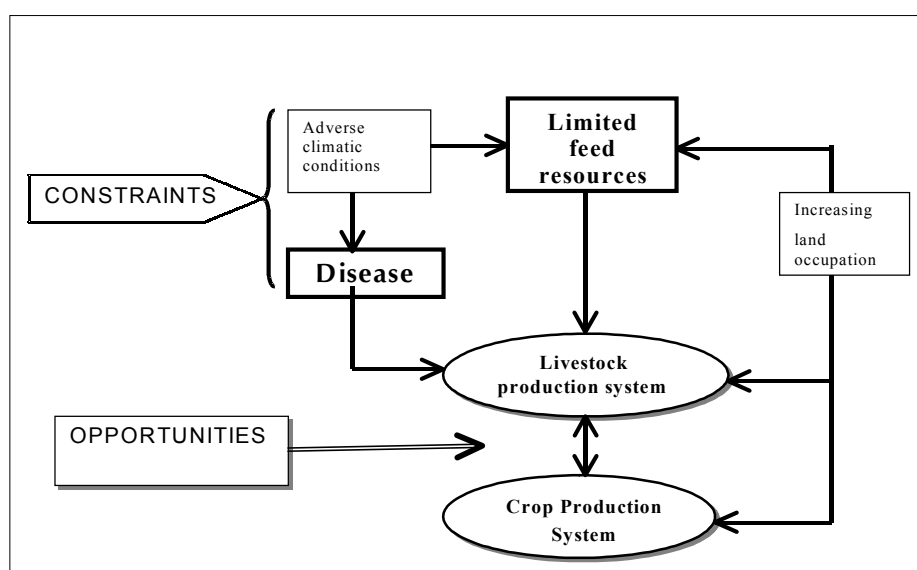 Adverse
climatic
conditions
Limited
feed
resources
CONSTRAINTS
Increasing
land
occupation
Disease
Livestock
production system
OPPORTUNITIES
Crop Production
System